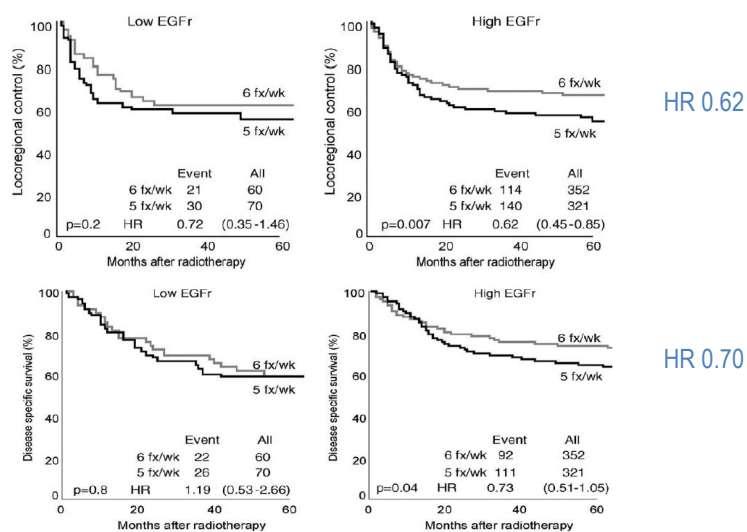 Low EGFr
Locoregional control (%)
100
80
60
40
20
0
6 fx/wk
5 fx/wk
Event All
6 fx/wk 21 60
5 fx/wk 30 70
p=0.2 HR 0.72 (0.35-1.46)
0 20 40 60
Months after radiotherapy
High EGFr
Locoregional control (%)
100
80
60
40
20
0
6 fx/wk
5 fx/wk
Event All
6 fx/wk 114 352
5 fx/wk 140 321
p=0.007 HR 0.62 (0.45-0.85)
0 20 40 60
Months after radiotherapy
HR 0.62
Low EGFr
Disease specific survival (%)
100
80
60
40
20
0
6 fx/wk
5 fx/wk
Event All
6 fx/wk 22 60
5 fx/wk 26 70
p=0.8 HR 1.19 (0.53-2.66)
0 20 40 60
Months after radiotherapy
High EGFr
Disease specific survival (%)
100
80
60
40
20
0
6 fx/wk
5 fx/wk
Event All
6 fx/wk 92 352
5 fx/wk 111 321
p=0.04 HR 0.73 (0.51-1.05)
0 20 40 60
Months after radiotherapy
HR 0.70